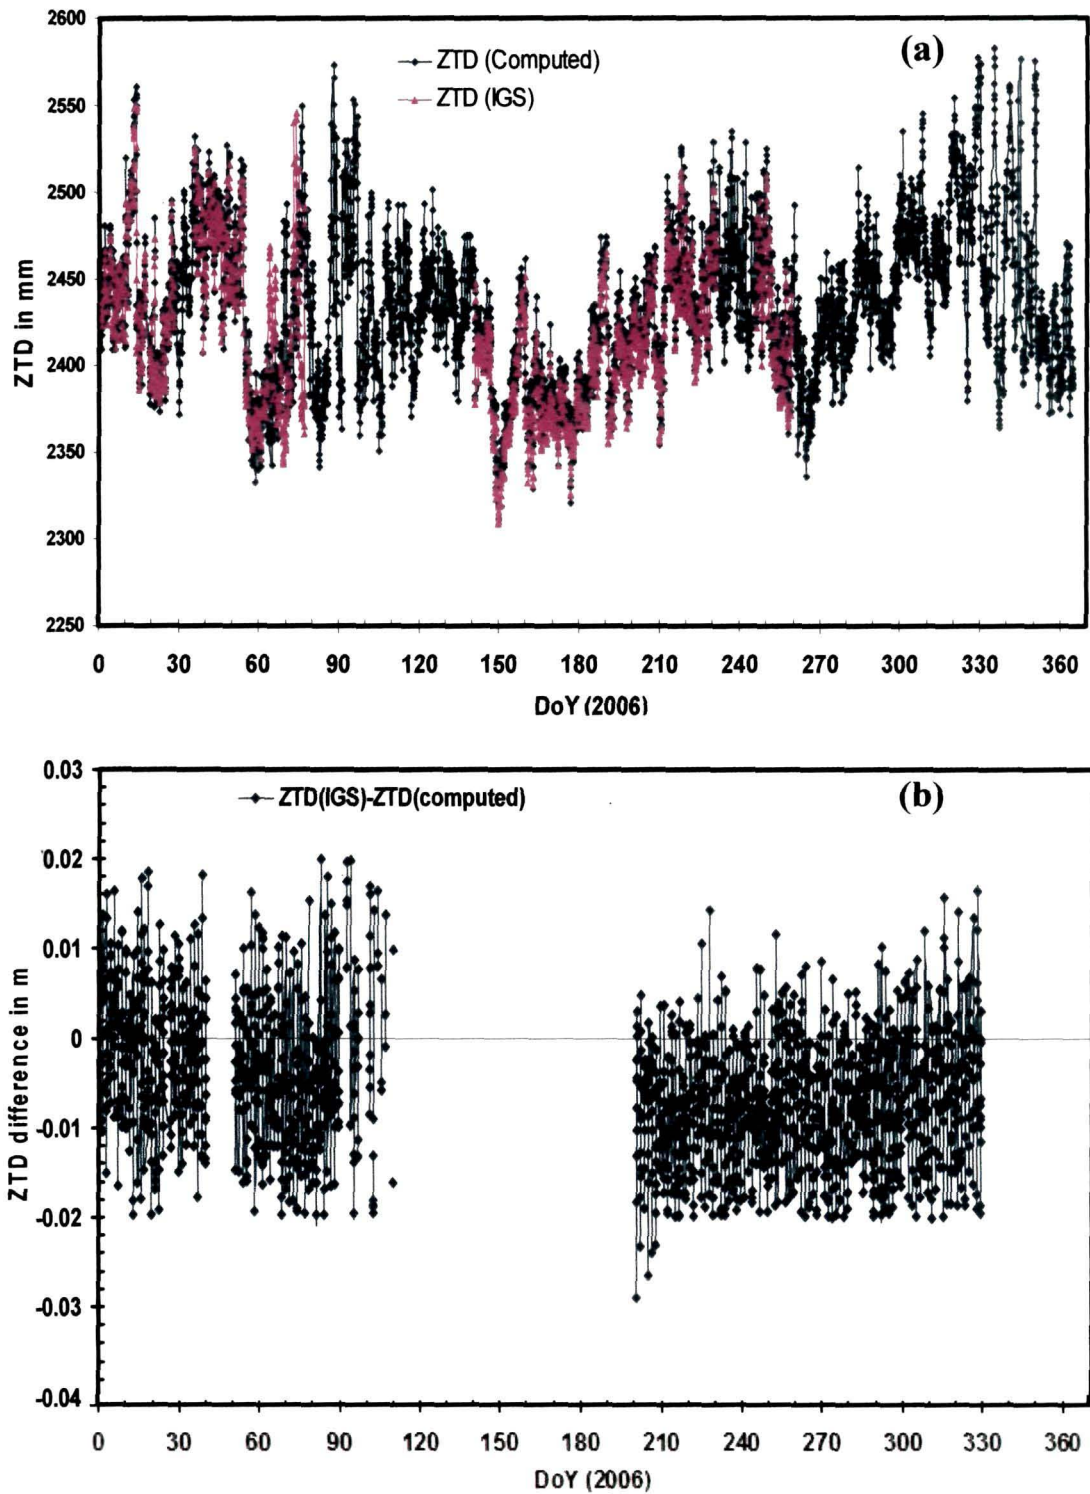 2600
(a)
ZTD (Computed)
ZTD (IGS)
2550
2500
2450
2400
2350
2300
2250
ZTD in mm
0 30 60 90 120 150 180 210 240 270 300 330 360
DoY (2006)
0.03
ZTD(IGS)-ZTD(computed)
(b)
0.02
0.01
0
-0.01
-0.02
-0.03
-0.04
ZTD difference in m
0 30 60 90 120 150 180 210 240 270 300 330 360
DoY (2006)